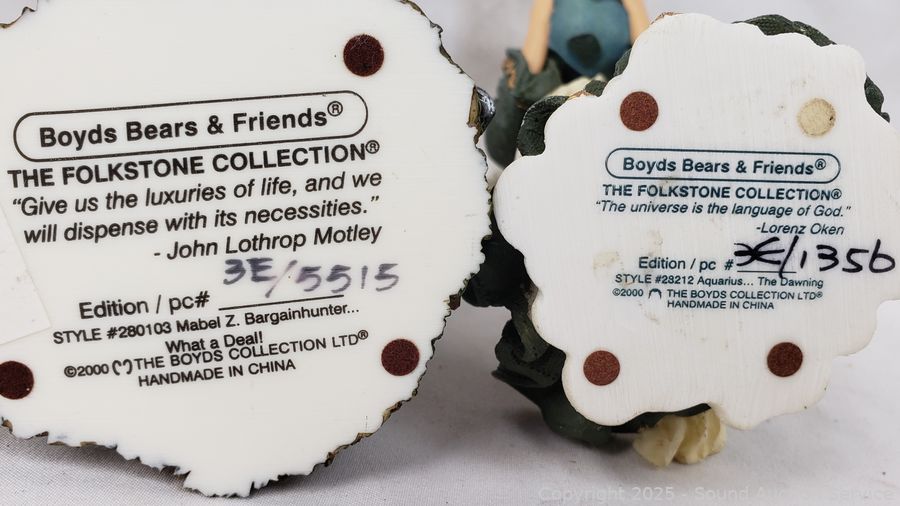 Boyds Bears & Friends®
THE FOLKSTONE COLLECTION®
"Give us the luxuries of life, and we
will dispense with its necessities."
- John Lothrop Motley
3E/5515
Edition / pc#
STYLE #280103 Mabel Z. Bargainhunter...
What a Deal!
©2000 THE BOYDS COLLECTION LTD®
HANDMADE IN CHINA
Boyds Bears & Friends®
THE FOLKSTONE COLLECTION®
"The universe is the language of God."
-Lorenz Oken
Edition / pc # /1356
STYLE #28212 Aquarius... The Dawning
©2000 THE BOYDS COLLECTION LTD®
HANDMADE IN CHINA
Copyright 2025 - Sound Auction Service